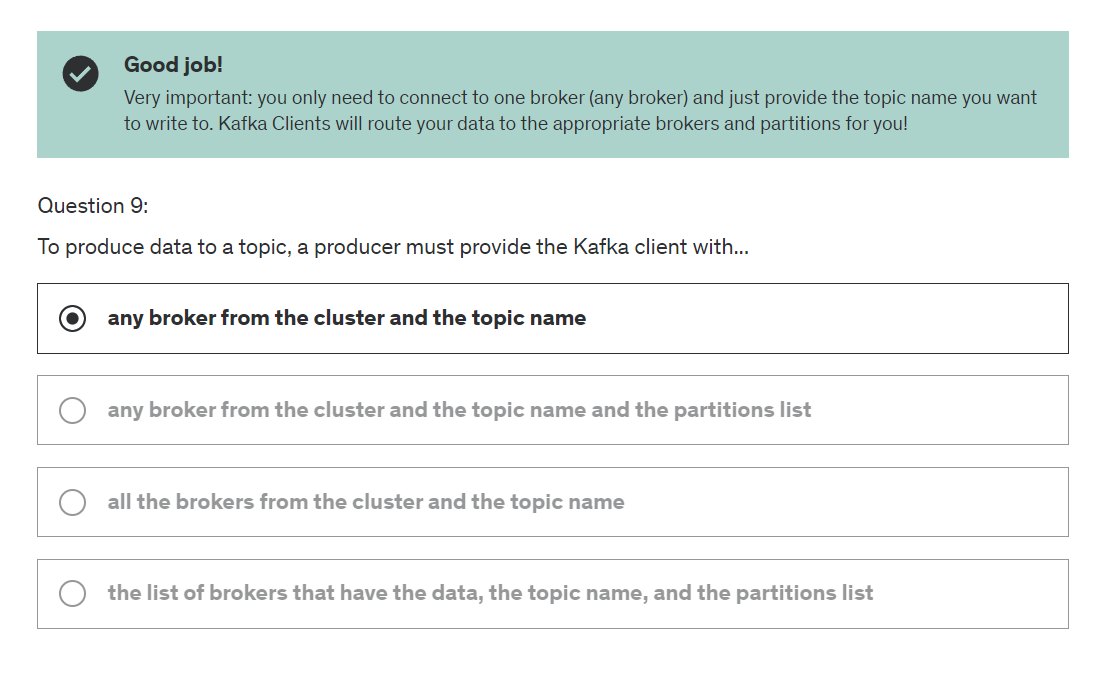 Good job!
Very important: you only need to connect to one broker (any broker) and just provide the topic name you want
to write to. Kafka Clients will route your data to the appropriate brokers and partitions for you!
Question 9:
To produce data to a topic, a producer must provide the Kafka client with...
any broker from the cluster and the topic name
any broker from the cluster and the topic name and the partitions list
all the brokers from the cluster and the topic name
the list of brokers that have the data, the topic name, and the partitions list